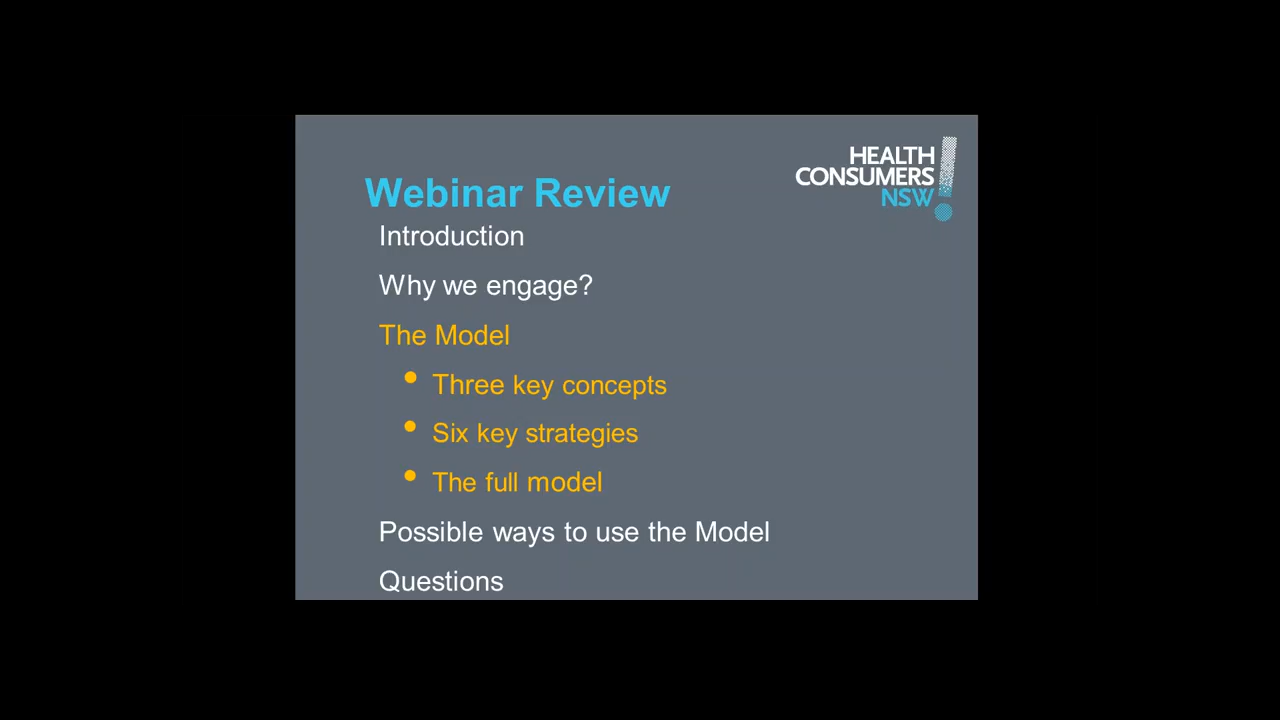 HEALTH
CONSUMERS
NSW
Webinar Review
Introduction
Why we engage?
The Model
• Three key concepts
• Six key strategies
• The full model
Possible ways to use the Model
Questions